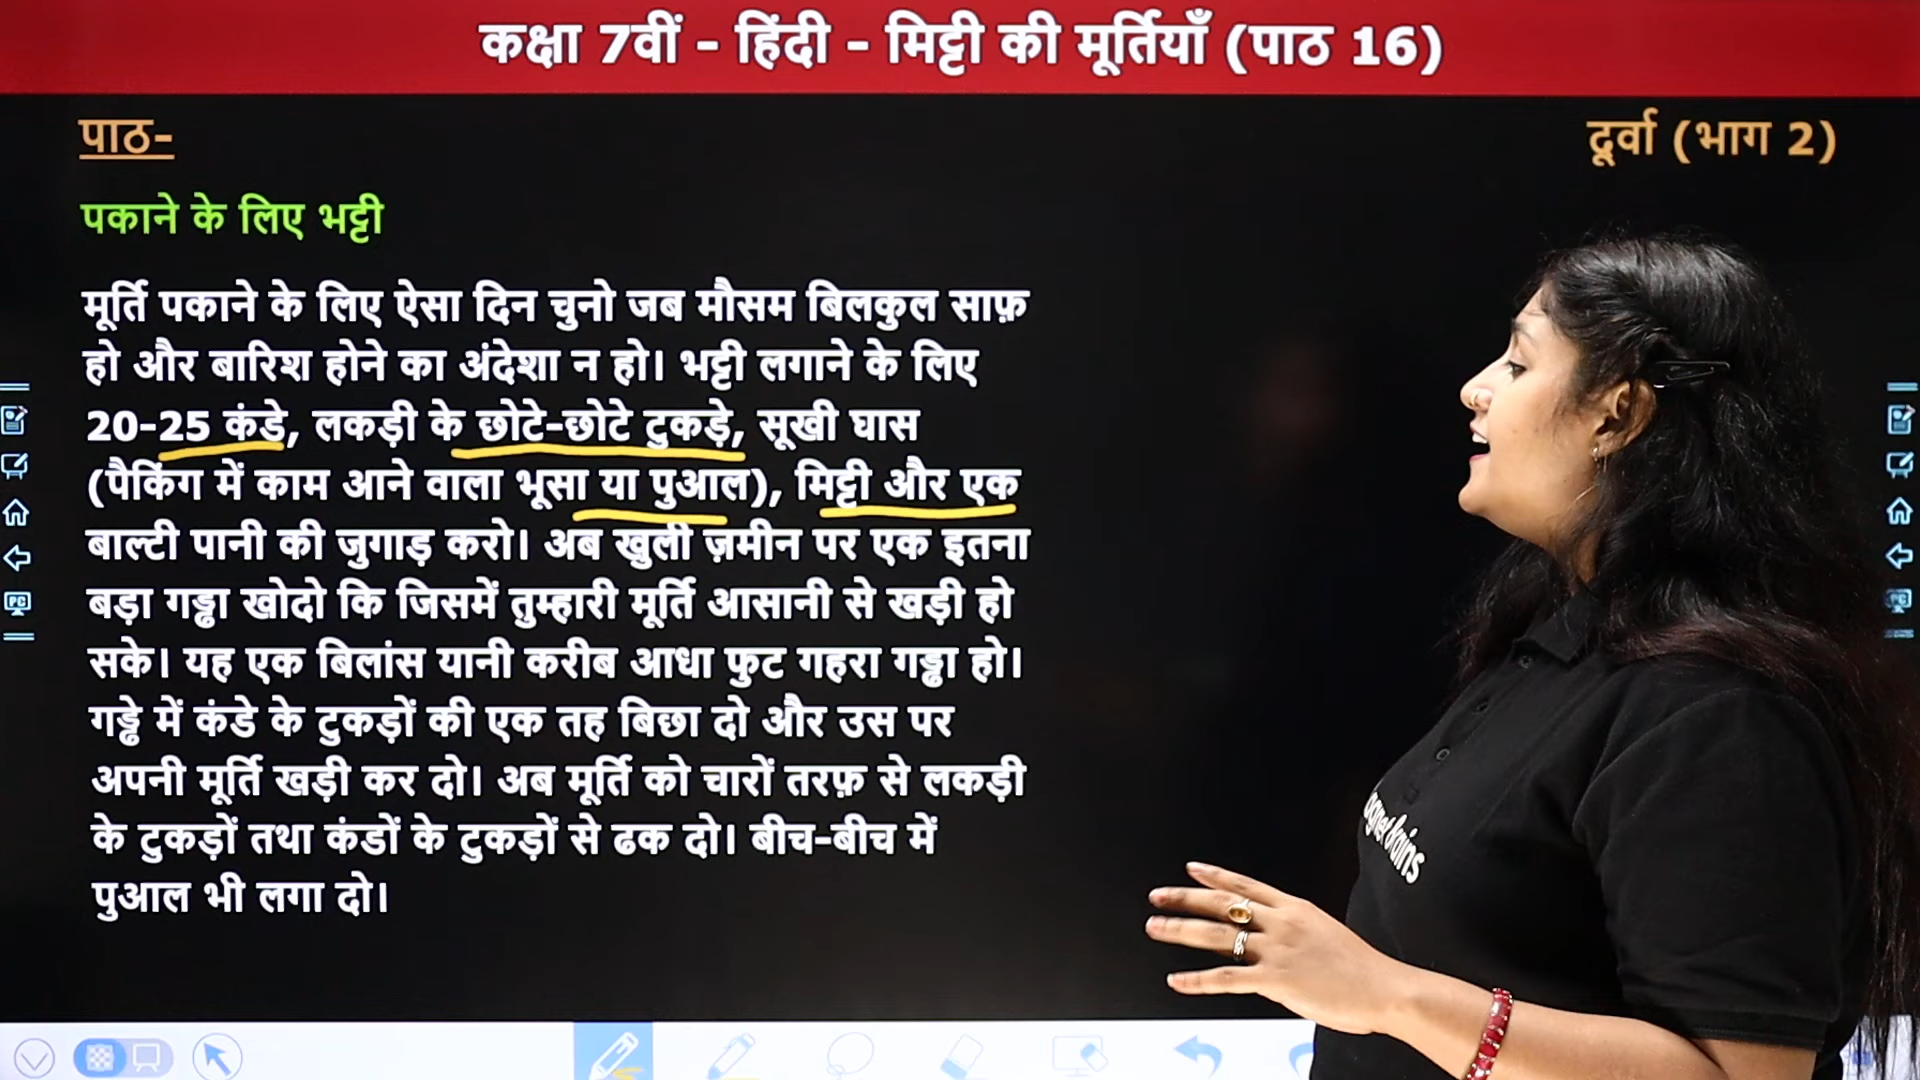 कक्षा 7वीं - हिंदी - मिट्टी की मूर्तियाँ (पाठ 16)
पाठ-
दूर्वा (भाग 2)
पकाने के लिए भट्टी
मूर्ति पकाने के लिए ऐसा दिन चुनो जब मौसम बिलकुल साफ़
हो और बारिश होने का अंदेशा न हो। भट्टी लगाने के लिए
20-25 कंडे, लकड़ी के छोटे-छोटे टुकड़े, सूखी घास
(पैकिंग में काम आने वाला भूसा या पुआल), मिट्टी और एक
बाल्टी पानी की जुगाड़ करो। अब खुली ज़मीन पर एक इतना
बड़ा गड्ढा खोदो कि जिसमें तुम्हारी मूर्ति आसानी से खड़ी हो
सके। यह एक बिलांस यानी करीब आधा फुट गहरा गड्ढा हो।
गड्ढे में कंडे के टुकड़ों की एक तह बिछा दो और उस पर
अपनी मूर्ति खड़ी कर दो। अब मूर्ति को चारों तरफ़ से लकड़ी
के टुकड़ों तथा कंडों के टुकड़ों से ढक दो। बीच-बीच में
पुआल भी लगा दो।
PC
PC